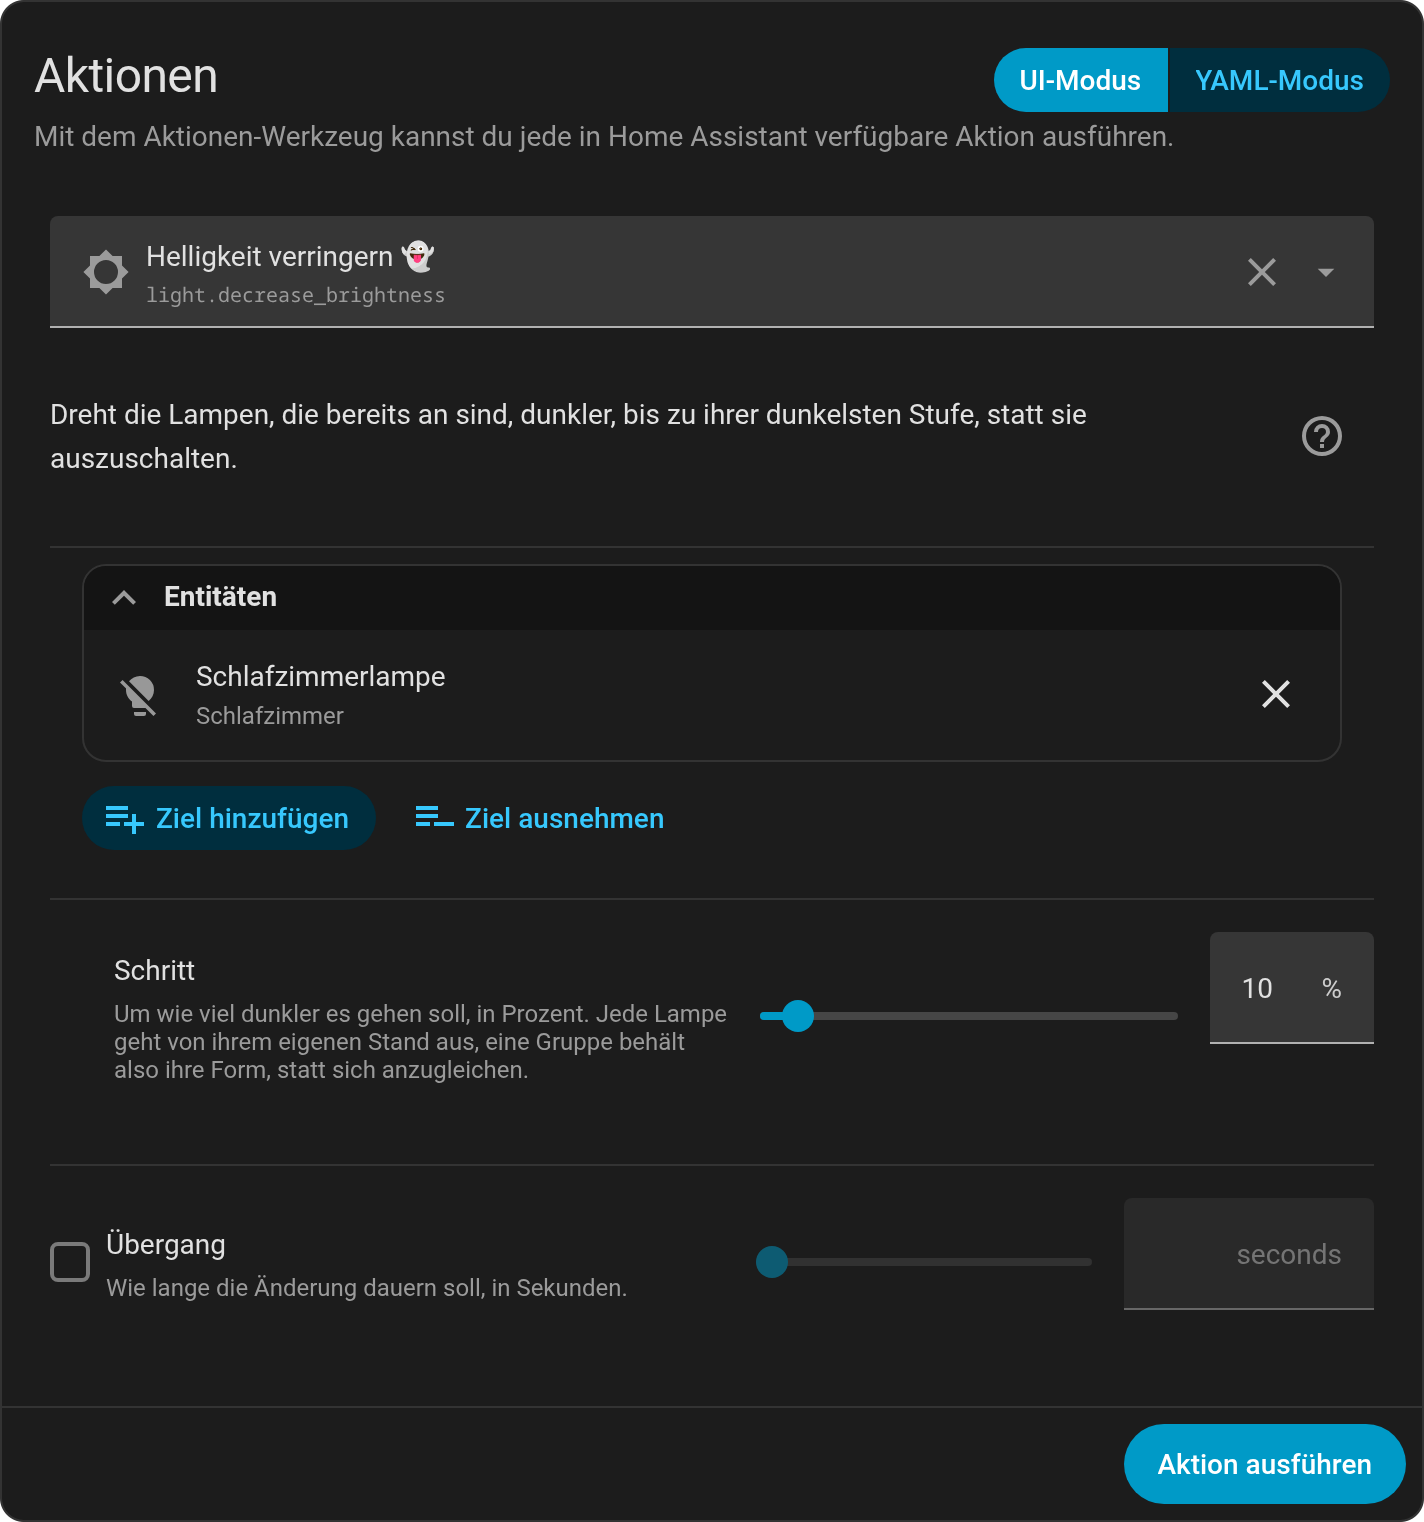 Aktionen
UI-Modus
YAML-Modus
Mit dem Aktionen-Werkzeug kannst du jede in Home Assistant verfügbare Aktion ausführen.
Helligkeit verringern 👻
light.decrease_brightness
Dreht die Lampen, die bereits an sind, dunkler, bis zu ihrer dunkelsten Stufe, statt sie
auszuschalten.
Entitäten
Schlafzimmerlampe
Schlafzimmer
Ziel hinzufügen
Ziel ausnehmen
Schritt
Um wie viel dunkler es gehen soll, in Prozent. Jede Lampe
geht von ihrem eigenen Stand aus, eine Gruppe behält
also ihre Form, statt sich anzugleichen.
10 %
Übergang
Wie lange die Änderung dauern soll, in Sekunden.
seconds
Aktion ausführen